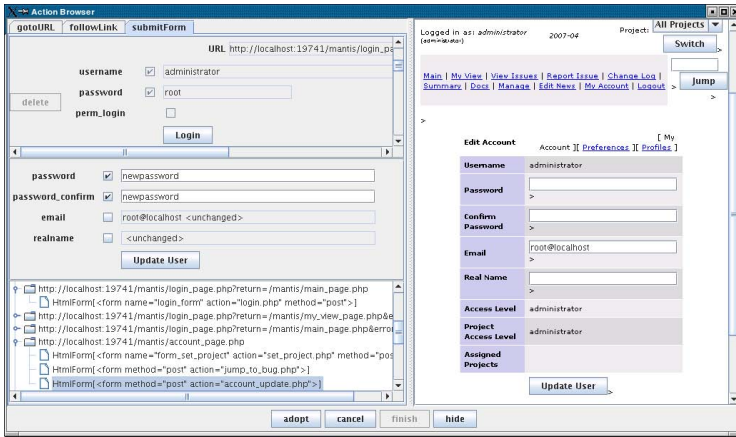 Action Browser
gotoURL followLink submitForm
URL http://localhost:19741/mantis/login_pa
username administrator
password root
delete
perm_login
Login
password newpassword
password_confirm newpassword
email root@localhost <unchanged>
realname <unchanged>
Update User
http://localhost:19741/mantis/login_page.php?return=/mantis/main_page.php
HtmlForm[<form name="login_form" action="login.php" method="post">]
http://localhost:19741/mantis/login_page.php?return=/mantis/my_view_page.php&e
http://localhost:19741/mantis/login_page.php?return=/mantis/main_page.php&error
http://localhost:19741/mantis/account_page.php
HtmlForm[<form name="form_set_project" action="set_project.php" method="pos
HtmlForm[<form method="post" action="jump_to_bug.php">]
HtmlForm[<form method="post" action="account_update.php">]
Logged in as: administrator
(administrator)
2007-04
Project: All Projects
Switch >
Main | My View | View Issues | Report Issue | Change Log |
Summary | Docs | Manage | Edit News | My Account | Logout >
Jump
>
>
Edit Account [ My
Account ][ Preferences ][ Profiles ]
Username administrator
Password
>
Confirm
Password
>
Email root@localhost
>
Real Name
>
Access Level administrator
Project
Access Level administrator
Assigned
Projects
Update User >
adopt cancel finish hide